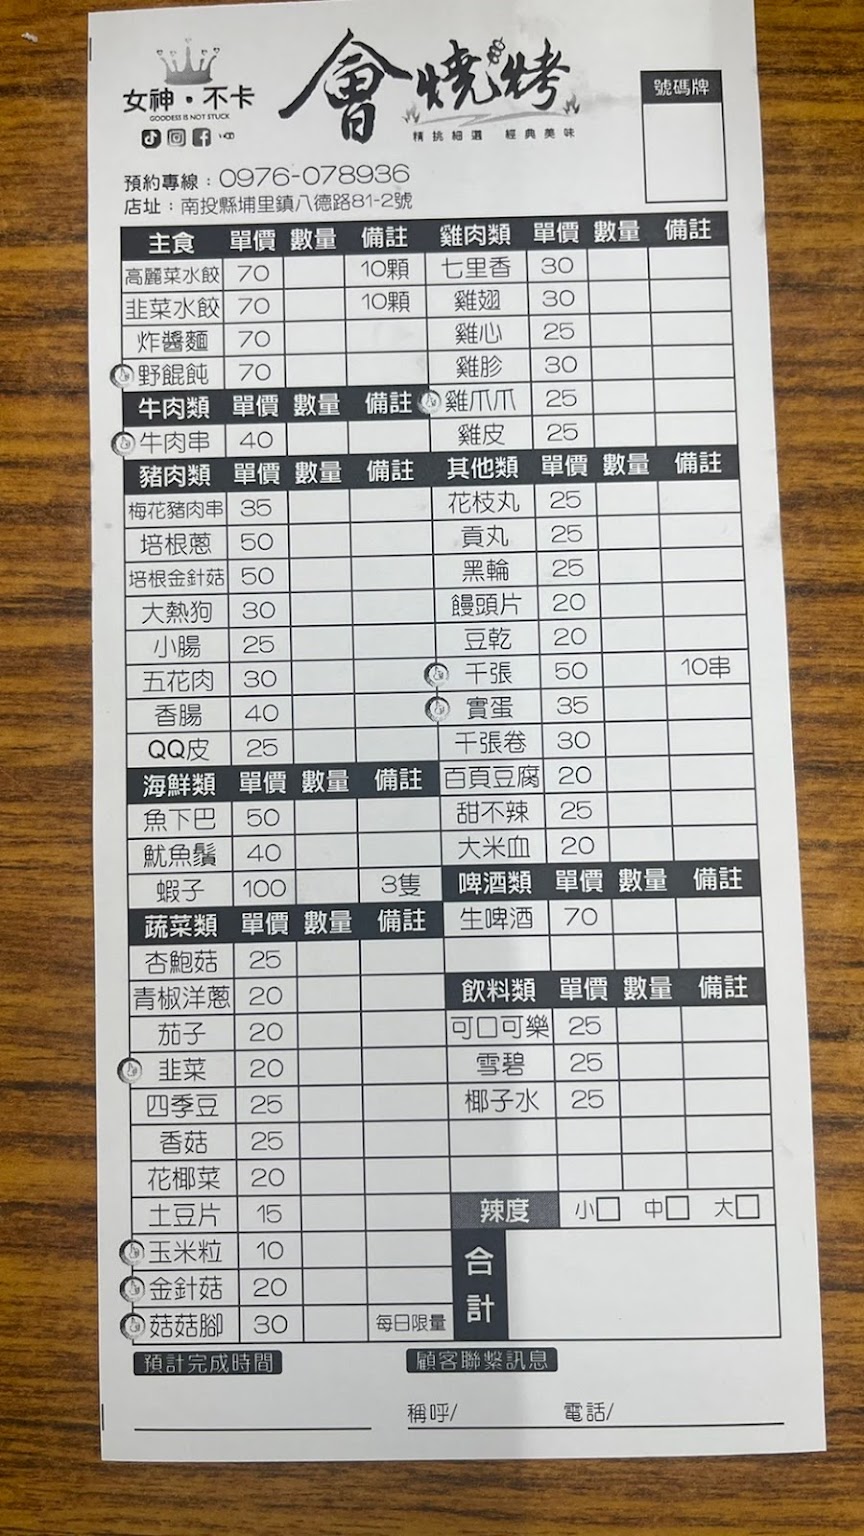 女神•不卡
GODDESS IS NOT STUCK
會燒烤
精挑細選 經典美味
號碼牌
預約專線：0976-078936
店址：南投縣埔里鎮八德路81-2號
主食 單價 數量 備註
高麗菜水餃 70 10顆
韭菜水餃 70 10顆
炸醬麵 70
野餛飩 70
牛肉類 單價 數量 備註
牛肉串 40
豬肉類 單價 數量 備註
梅花豬肉串 35
培根蔥 50
培根金針菇 50
大熱狗 30
小腸 25
五花肉 30
香腸 40
QQ皮 25
海鮮類 單價 數量 備註
魚下巴 50
魷魚鬚 40
蝦子 100 3隻
蔬菜類 單價 數量 備註
杏鮑菇 25
青椒洋蔥 20
茄子 20
韭菜 20
四季豆 25
香菇 25
花椰菜 20
土豆片 15
玉米粒 10
金針菇 20
菇菇腳 30 每日限量
雞肉類 單價 數量 備註
七里香 30
雞翅 30
雞心 25
雞胗 30
雞爪爪 25
雞皮 25
其他類 單價 數量 備註
花枝丸 25
貢丸 25
黑輪 25
饅頭片 20
豆乾 20
千張 50 10串
實蛋 35
千張卷 30
百頁豆腐 20
甜不辣 25
大米血 20
啤酒類 單價 數量 備註
生啤酒 70
飲料類 單價 數量 備註
可口可樂 25
雪碧 25
椰子水 25
辣度 小□ 中□ 大□
合計
預計完成時間
顧客聯繫訊息
稱呼/ 電話/